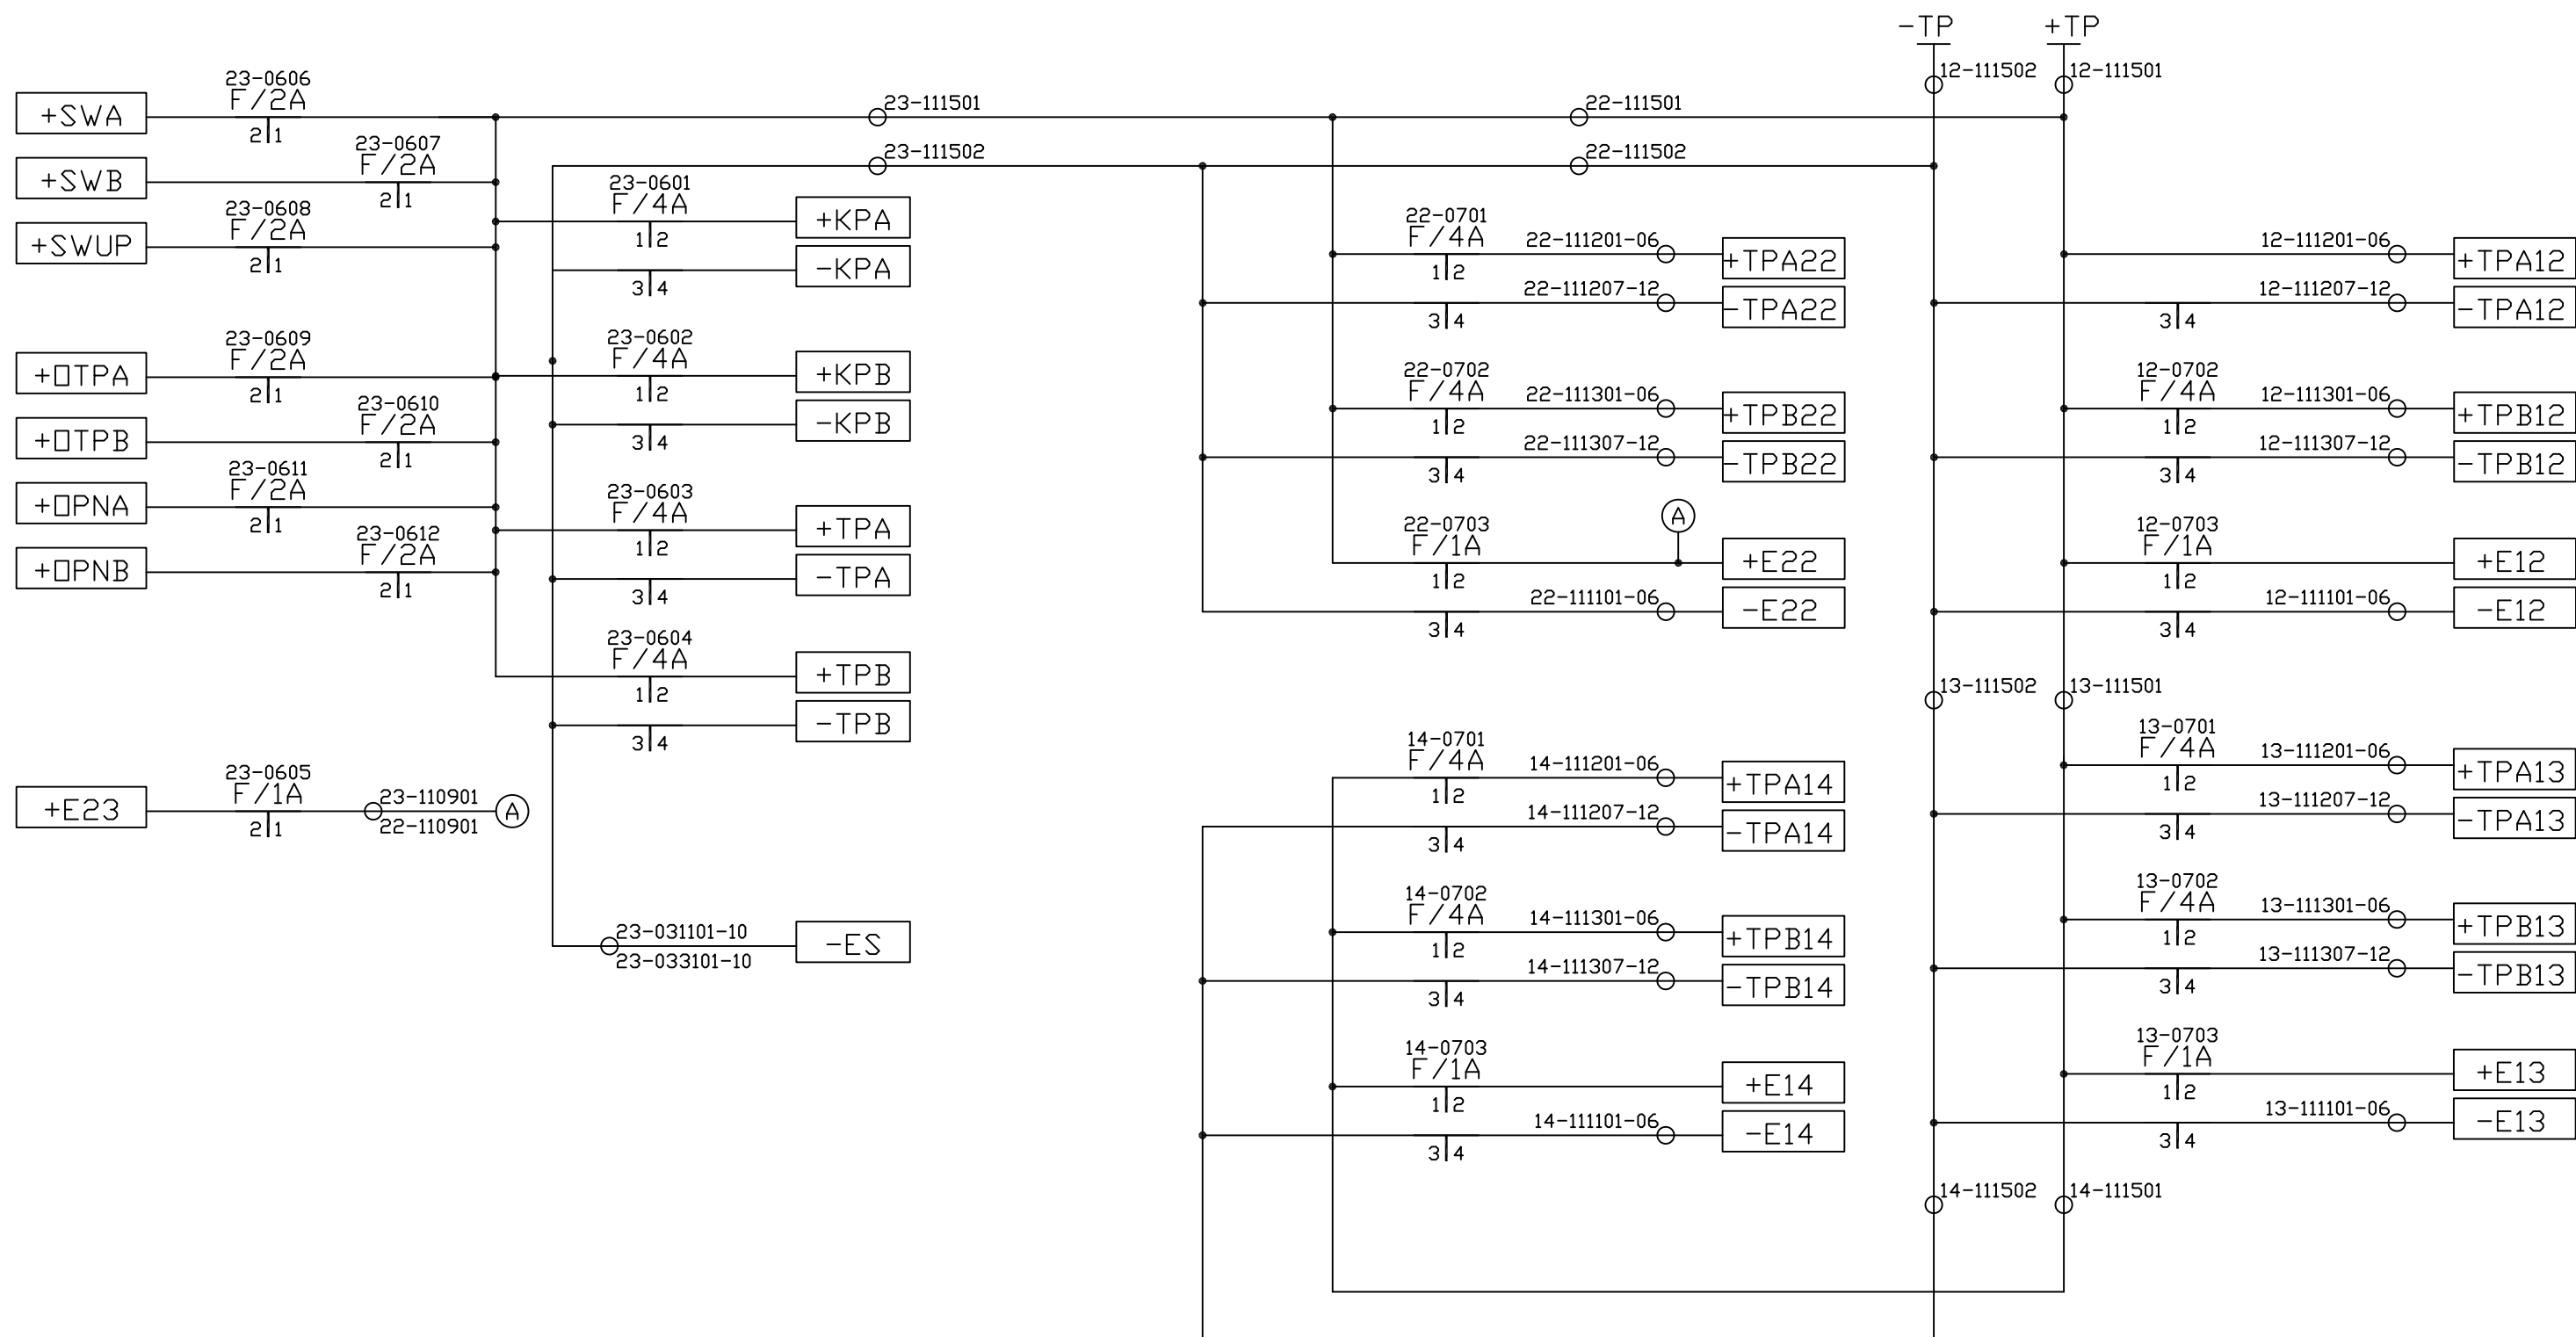 -TP
+TP
12-111502
12-111501
23-0606
F/2A
+SWA
2 1
23-111501
22-111501
23-0607
F/2A
+SWB
2 1
23-111502
22-111502
23-0608
F/2A
+SWUP
2 1
23-0601
F/4A
+KPA
1 2
-KPA
3 4
22-0701
F/4A
22-111201-06
+TPA22
1 2
22-111207-12
-TPA22
3 4
12-111201-06
+TPA12
12-111207-12
-TPA12
3 4
23-0609
F/2A
+OTPA
2 1
23-0602
F/4A
+KPB
1 2
-KPB
3 4
22-0702
F/4A
22-111301-06
+TPB22
1 2
22-111307-12
-TPB22
3 4
12-0702
F/4A
12-111301-06
+TPB12
1 2
12-111307-12
-TPB12
3 4
23-0610
F/2A
+OTPB
2 1
23-0611
F/2A
+OPNA
2 1
23-0612
F/2A
+OPNB
2 1
23-0603
F/4A
+TPA
1 2
-TPA
3 4
A
22-0703
F/1A
+E22
1 2
22-111101-06
-E22
3 4
12-0703
F/1A
+E12
1 2
12-111101-06
-E12
3 4
23-0604
F/4A
+TPB
1 2
-TPB
3 4
13-111502
13-111501
23-0605
F/1A
+E23
2 1
23-110901
22-110901
A
14-0701
F/4A
14-111201-06
+TPA14
1 2
14-111207-12
-TPA14
3 4
13-0701
F/4A
13-111201-06
+TPA13
1 2
13-111207-12
-TPA13
3 4
23-031101-10
23-033101-10
-ES
14-0702
F/4A
14-111301-06
+TPB14
1 2
14-111307-12
-TPB14
3 4
13-0702
F/4A
13-111301-06
+TPB13
1 2
13-111307-12
-TPB13
3 4
14-0703
F/1A
+E14
1 2
14-111101-06
-E14
3 4
13-0703
F/1A
+E13
1 2
13-111101-06
-E13
3 4
14-111502
14-111501